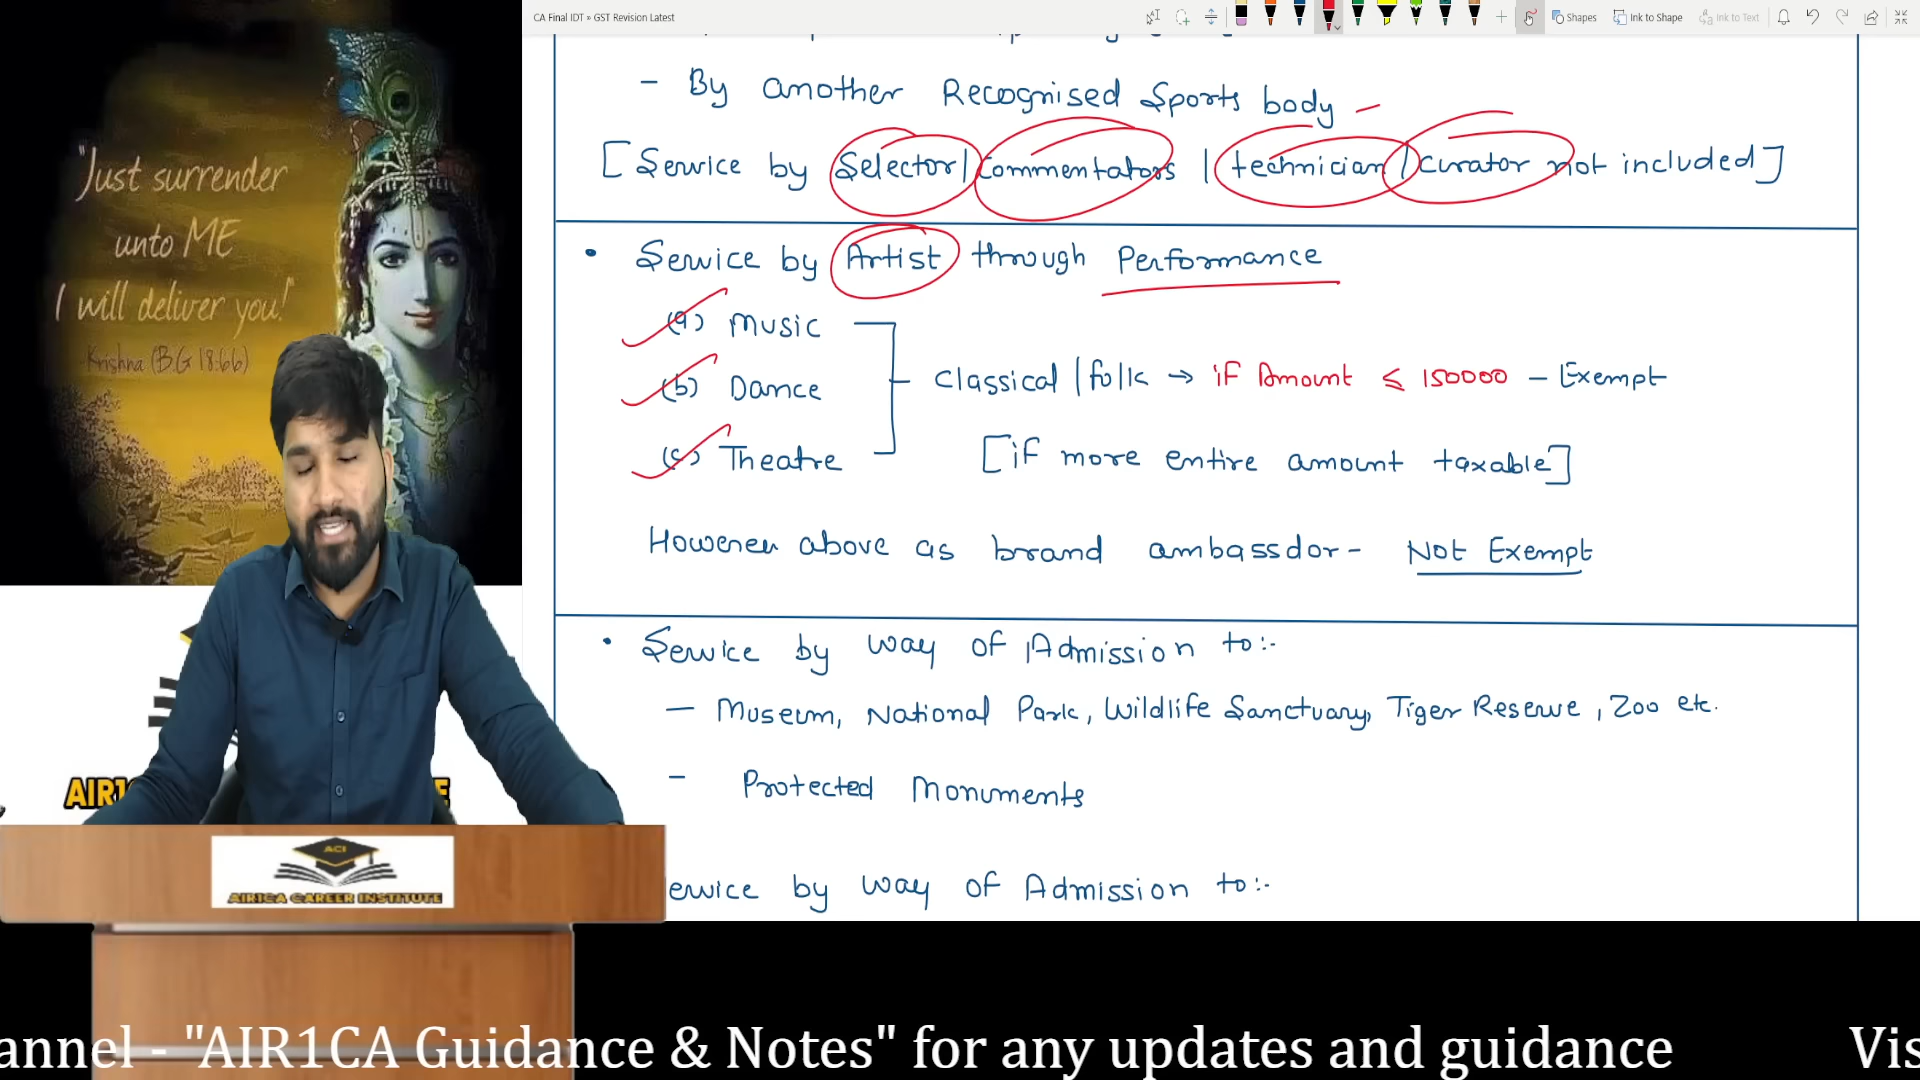 CA Final IDT » GST Revision Latest
Shapes
Ink to Shape
Ink to Text
- By another Recognised Sports body -
[Service by Selector | Commentators | technician | Curator not included]
• Service by Artist through Performance
(a) Music
(b) Dance
(c) Theatre
Classical | folk → if Amount ≤ 150000 - Exempt
[if more entire amount taxable]
However above as brand ambassdor - Not Exempt
• Service by way of Admission to:-
- Museum, National Park, Wildlife Sanctuary, Tiger Reserve, Zoo etc.
- Protected Monuments
ervice by way of Admission to:-
"Just surrender
unto ME
I will deliver you!"
Krishna (B.G 18:66)
AIR1
E
ACI
AIR1CA CAREER INSTITUTE
annel - "AIR1CA Guidance & Notes" for any updates and guidance
Vis